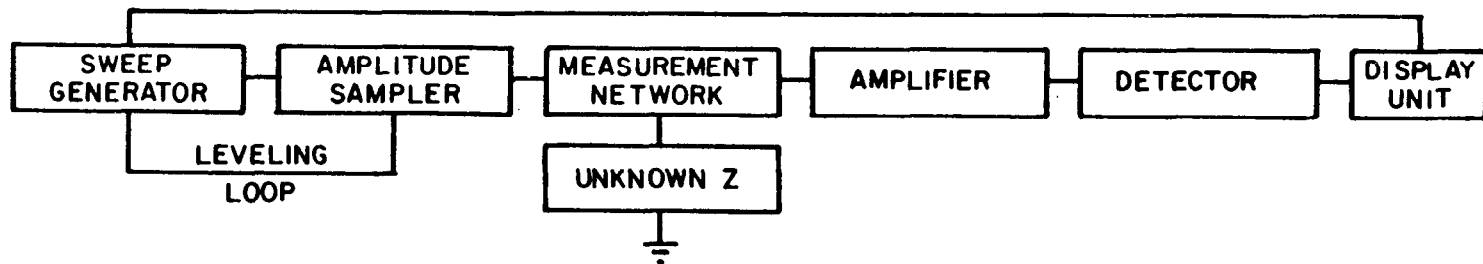 SWEEP
GENERATOR
AMPLITUDE
SAMPLER
MEASUREMENT
NETWORK
AMPLIFIER
DETECTOR
DISPLAY
UNIT
LEVELING
LOOP
UNKNOWN Z